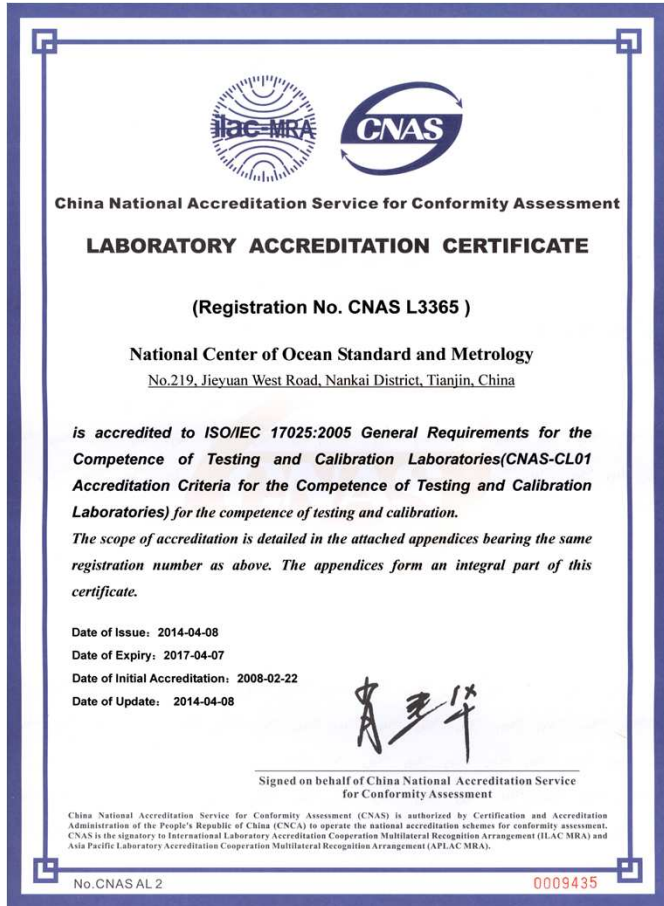 ilac-MRA
CNAS
China National Accreditation Service for Conformity Assessment
LABORATORY ACCREDITATION CERTIFICATE
(Registration No. CNAS L3365 )
National Center of Ocean Standard and Metrology
No.219, Jieyuan West Road, Nankai District, Tianjin, China
is accredited to ISO/IEC 17025:2005 General Requirements for the
Competence of Testing and Calibration Laboratories(CNAS-CL01
Accreditation Criteria for the Competence of Testing and Calibration
Laboratories) for the competence of testing and calibration.
The scope of accreditation is detailed in the attached appendices bearing the same
registration number as above. The appendices form an integral part of this
certificate.
Date of Issue: 2014-04-08
Date of Expiry: 2017-04-07
Date of Initial Accreditation: 2008-02-22
Date of Update: 2014-04-08
Signed on behalf of China National Accreditation Service
for Conformity Assessment
China National Accreditation Service for Conformity Assessment (CNAS) is authorized by Certification and Accreditation
Administration of the People's Republic of China (CNCA) to operate the national accreditation schemes for conformity assessment.
CNAS is the signatory to International Laboratory Accreditation Cooperation Multilateral Recognition Arrangement (ILAC MRA) and
Asia Pacific Laboratory Accreditation Cooperation Multilateral Recognition Arrangement (APLAC MRA).
No.CNAS AL 2
0009435